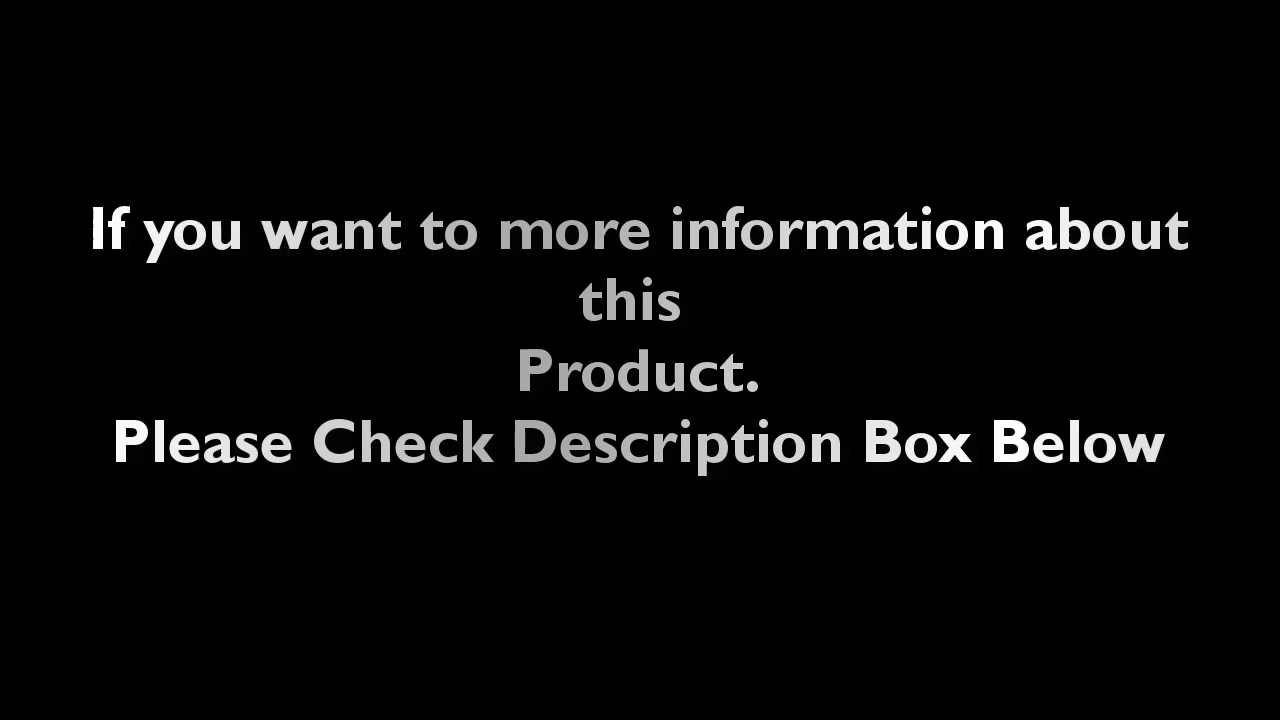 If you want to more information about
this
Product.
Please Check Description Box Below